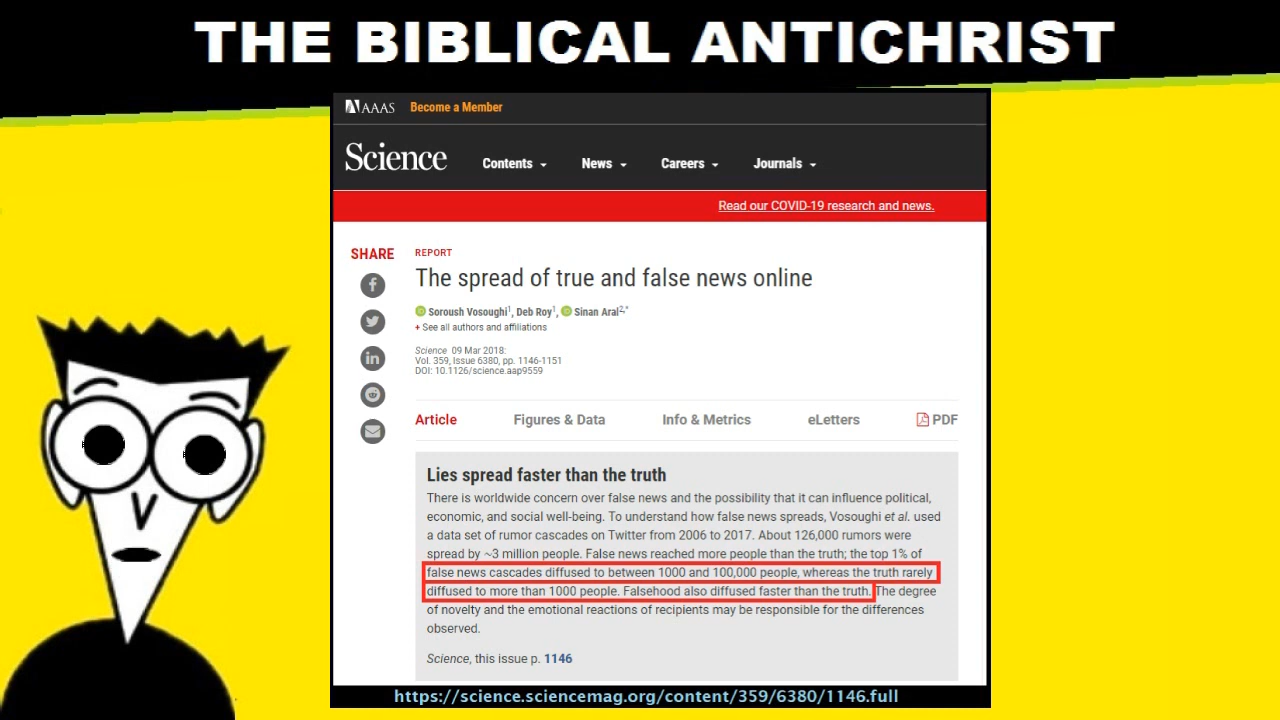 THE BIBLICAL ANTICHRIST
AAAS Become a Member
Science Contents News Careers Journals
Read our COVID-19 research and news.
SHARE
REPORT
The spread of true and false news online
Soroush Vosoughi1, Deb Roy1, Sinan Aral2,*
+ See all authors and affiliations
Science 09 Mar 2018:
Vol. 359, Issue 6380, pp. 1146-1151
DOI: 10.1126/science.aap9559
Article Figures & Data Info & Metrics eLetters PDF
Lies spread faster than the truth
There is worldwide concern over false news and the possibility that it can influence political,
economic, and social well-being. To understand how false news spreads, Vosoughi et al. used
a data set of rumor cascades on Twitter from 2006 to 2017. About 126,000 rumors were
spread by ~3 million people. False news reached more people than the truth; the top 1% of
false news cascades diffused to between 1000 and 100,000 people, whereas the truth rarely
diffused to more than 1000 people. Falsehood also diffused faster than the truth. The degree
of novelty and the emotional reactions of recipients may be responsible for the differences
observed.
Science, this issue p. 1146
https://science.sciencemag.org/content/359/6380/1146.full